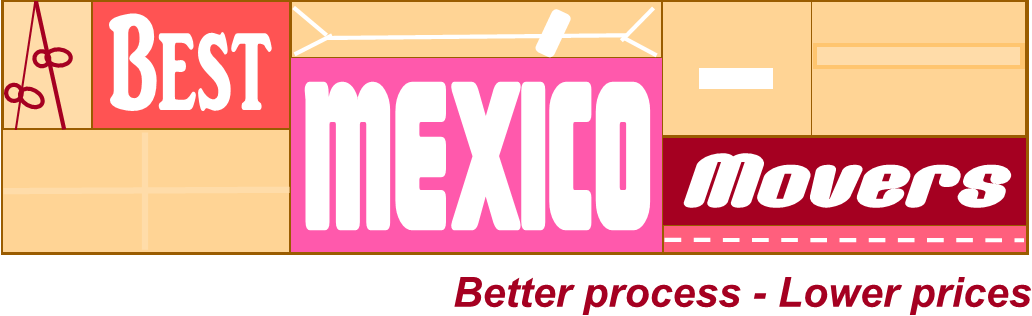 Best
MEXICO
Movers
Better process - Lower prices